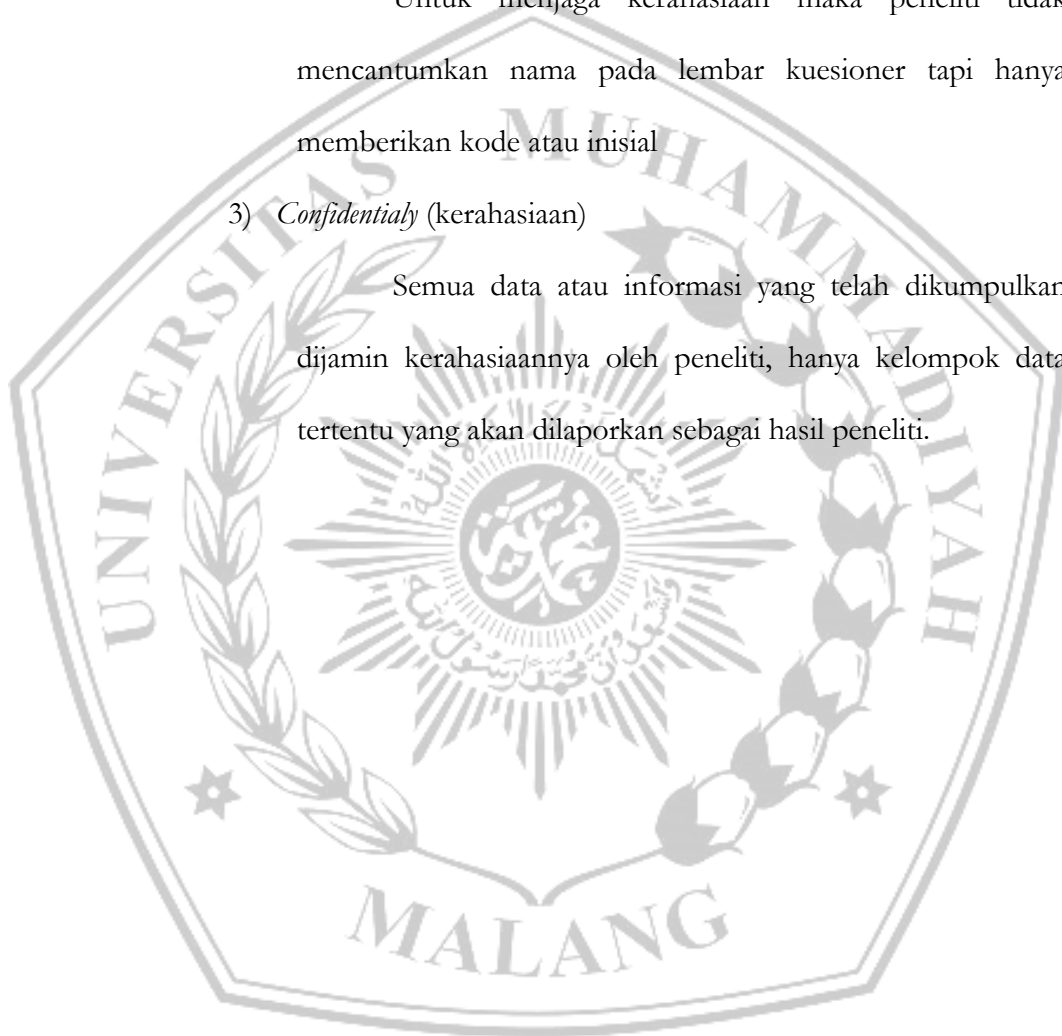 Untuk menjaga kerahasiaan maka peneliti tidak
mencantumkan nama pada lembar kuesioner tapi hanya
memberikan kode atau inisial
3) Confidentialy (kerahasiaan)
Semua data atau informasi yang telah dikumpulkan
dijamin kerahasiaannya oleh peneliti, hanya kelompok data
tertentu yang akan dilaporkan sebagai hasil peneliti.
UNIVERSITAS MUHAMMADIYAH
MALANG